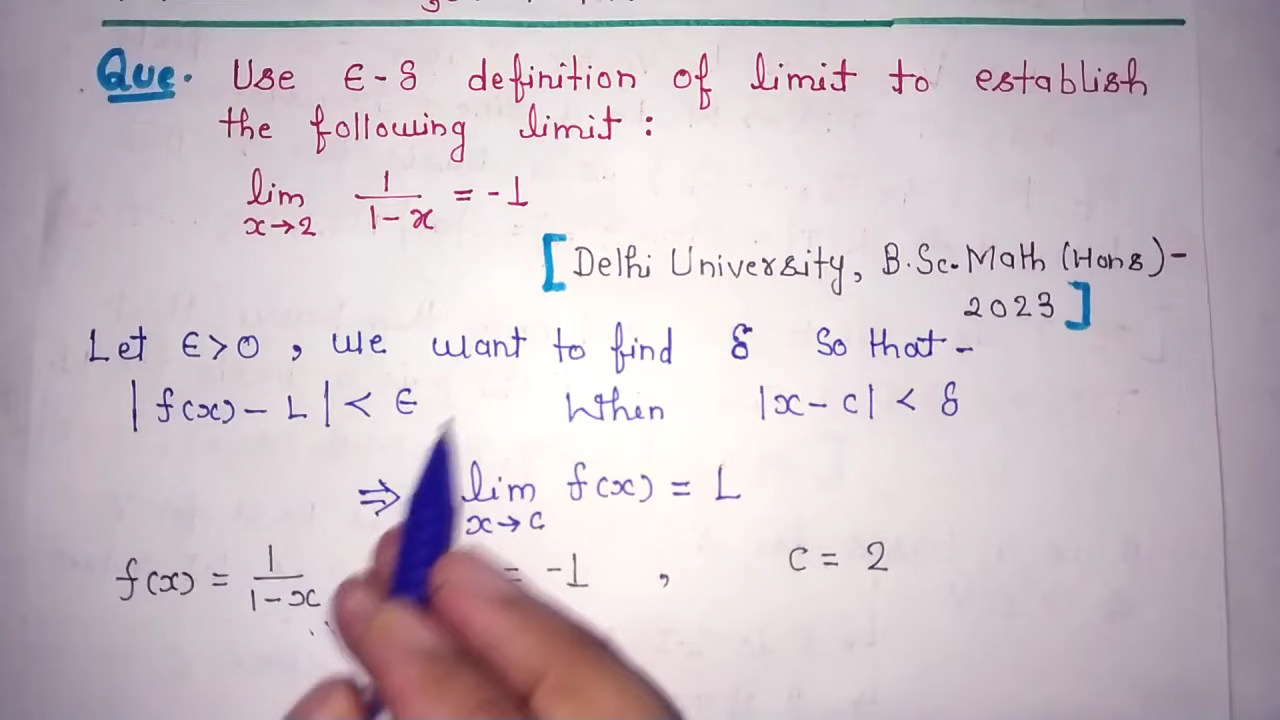 Que. Use ϵ-δ definition of limit to establish
the following limit:
lim x→2 1/(1-x) = -1
[Delhi University, B.Sc. Math (Hons)-
2023]
Let ϵ>0, we want to find δ so that-
|f(x)-L| < ϵ When |x-c| < δ
⇒ lim x→c f(x) = L
f(x) = 1/(1-x) = -1 , c = 2